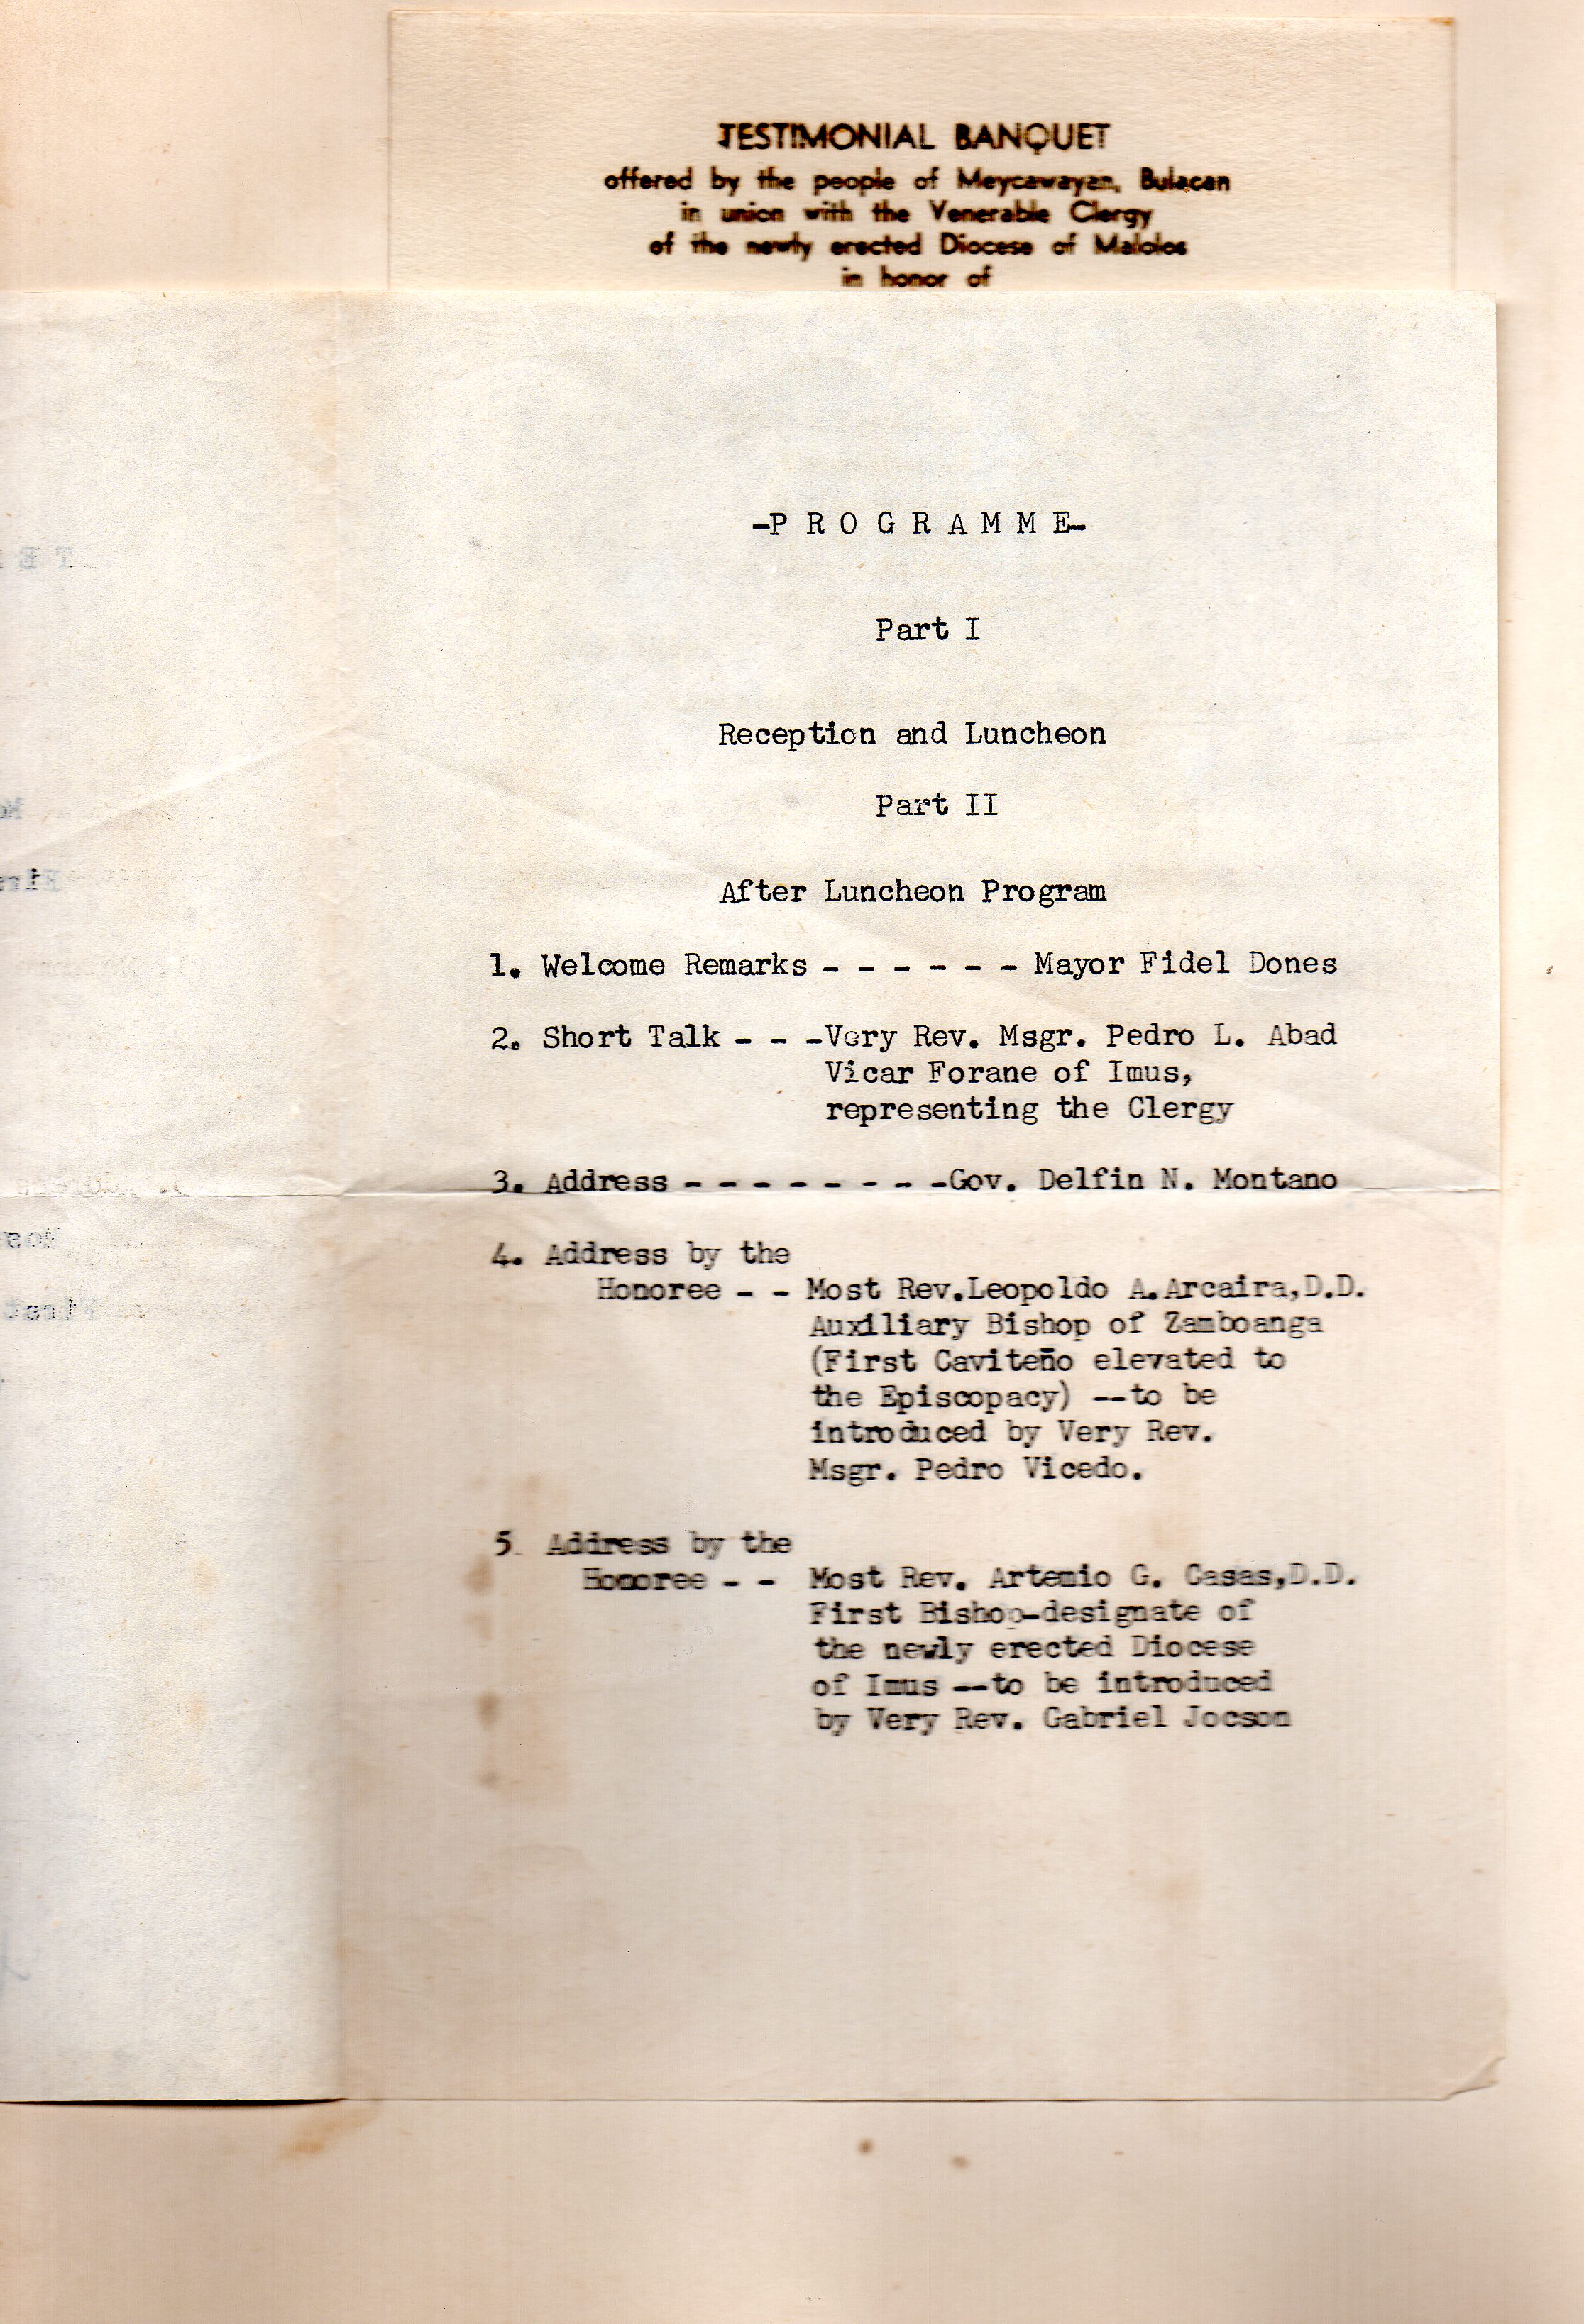 TESTIMONIAL BANQUET
offered by the people of Meycawayan, Bulacan
in union with the Venerable Clergy
of the newly erected Diocese of Malolos
in honor of
-P R O G R A M M E-
Part I
Reception and Luncheon
Part II
After Luncheon Program
1. Welcome Remarks - - - - - - Mayor Fidel Dones
2. Short Talk - - -Very Rev. Msgr. Pedro L. Abad
Vicar Forane of Imus,
representing the Clergy
3. Address - - - - - - - -Gov. Delfin N. Montano
4. Address by the
Honoree - - Most Rev.Leopoldo A.Arcaira,D.D.
Auxiliary Bishop of Zamboanga
(First Caviteño elevated to
the Episcopacy) --to be
introduced by Very Rev.
Msgr. Pedro Vicedo.
5. Address by the
Honoree - - Most Rev. Artemio G. Casas,D.D.
First Bishop-designate of
the newly erected Diocese
of Imus --to be introduced
by Very Rev. Gabriel Jocson